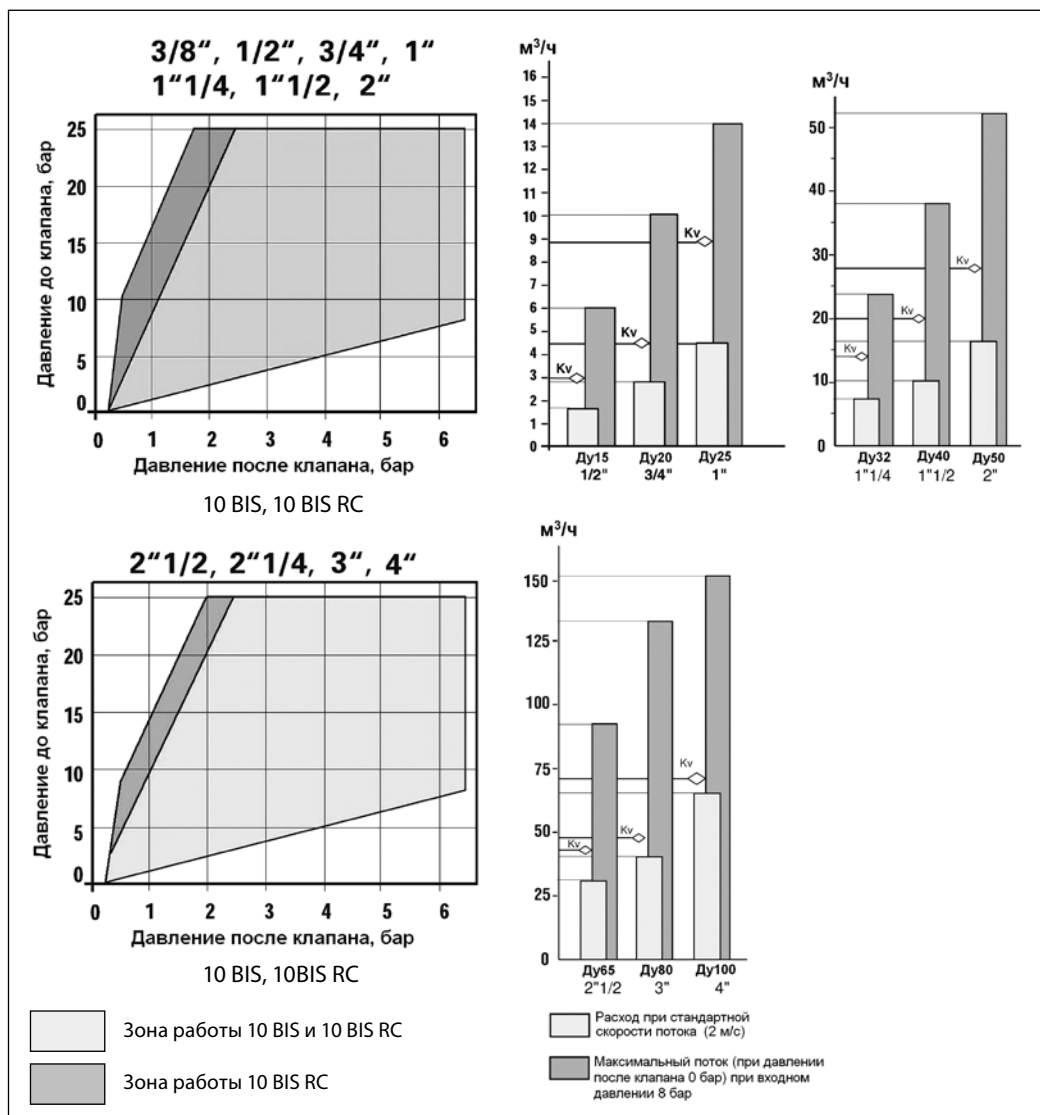 3/8“, 1/2“, 3/4“, 1“
1“1/4, 1“1/2, 2“
Давление до клапана, бар
25
20
15
10
5
0
0 1 2 3 4 5 6
Давление после клапана, бар
10 BIS, 10 BIS RC
м³/ч
16
15
14
13
12
11
10
9
8
7
6
5
4
3
2
1
0
Kv
Kv
Kv
Ду15 Ду20 Ду25
1/2" 3/4" 1"
м³/ч
50
40
30
20
10
0
Kv
Kv
Kv
Ду32 Ду40 Ду50
1"1/4 1"1/2 2"
2“1/2, 2“1/4, 3“, 4“
Давление до клапана, бар
25
20
15
10
5
0
0 1 2 3 4 5 6
Давление после клапана, бар
10 BIS, 10BIS RC
м³/ч
150
125
100
75
50
25
0
Kv
Kv
Kv
Ду65 Ду80 Ду100
2"1/2 3" 4"
Зона работы 10 BIS и 10 BIS RC
Зона работы 10 BIS RC
Расход при стандартной
скорости потока (2 м/с)
Максимальный поток (при давлении
после клапана 0 бар) при входном
давлении 8 бар